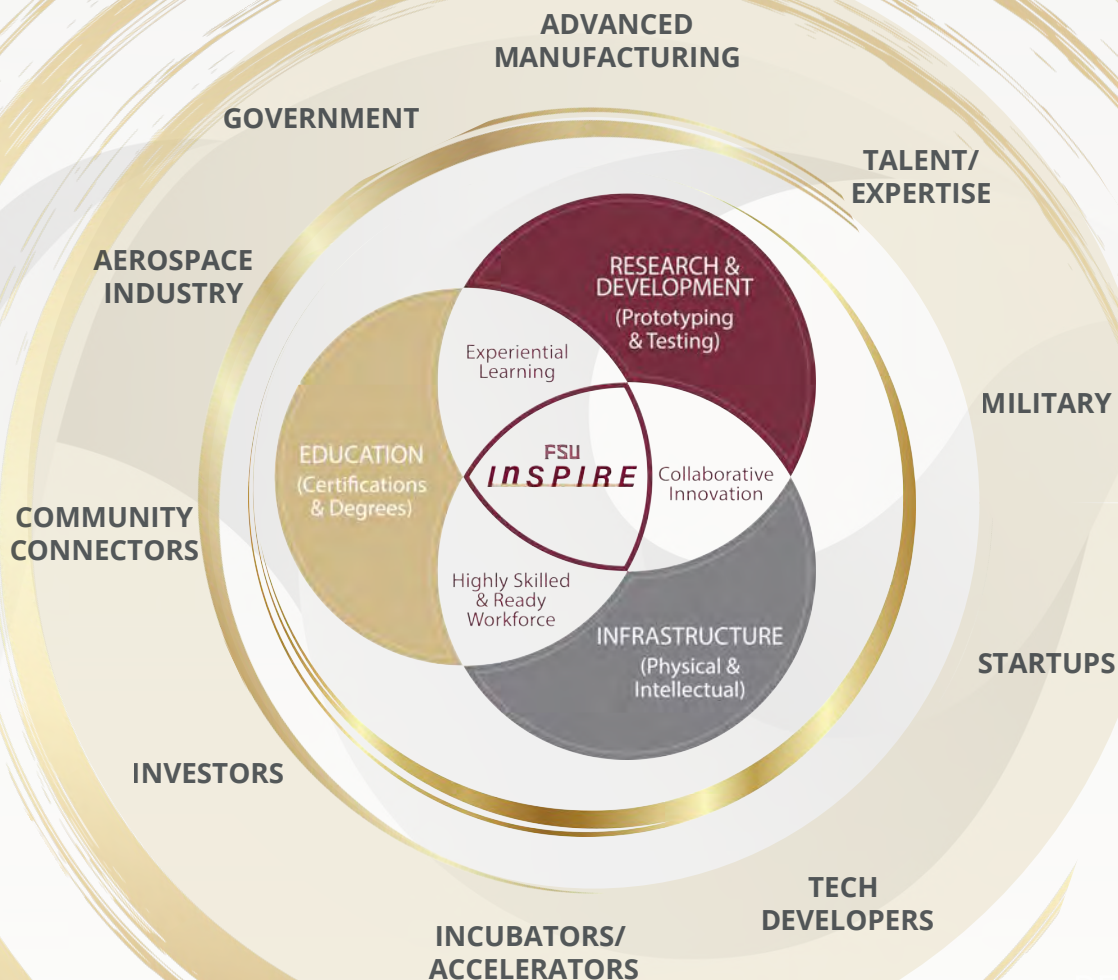 ADVANCED
MANUFACTURING
GOVERNMENT
TALENT/
EXPERTISE
AEROSPACE
INDUSTRY
RESEARCH &
DEVELOPMENT
(Prototyping
& Testing)
Experiential
Learning
MILITARY
EDUCATION
(Certifications
& Degrees)
FSU
InSPIRE
Collaborative
Innovation
COMMUNITY
CONNECTORS
Highly Skilled
& Ready
Workforce
INFRASTRUCTURE
(Physical &
Intellectual)
STARTUPS
INVESTORS
TECH
DEVELOPERS
INCUBATORS/
ACCELERATORS